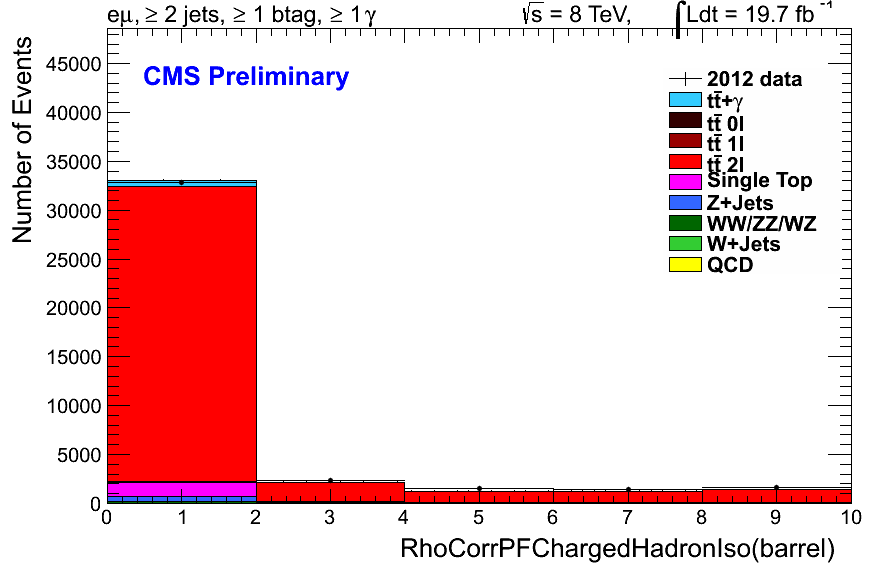 eμ, ≥ 2 jets, ≥ 1 btag, ≥ 1 γ
√s = 8 TeV, ∫Ldt = 19.7 fb⁻¹
CMS Preliminary
Number of Events
45000
40000
35000
30000
25000
20000
15000
10000
5000
0
2012 data
tt̄+γ
tt̄ 0l
tt̄ 1l
tt̄ 2l
Single Top
Z+Jets
WW/ZZ/WZ
W+Jets
QCD
0 1 2 3 4 5 6 7 8 9 10
RhoCorrPFChargedHadronIso(barrel)